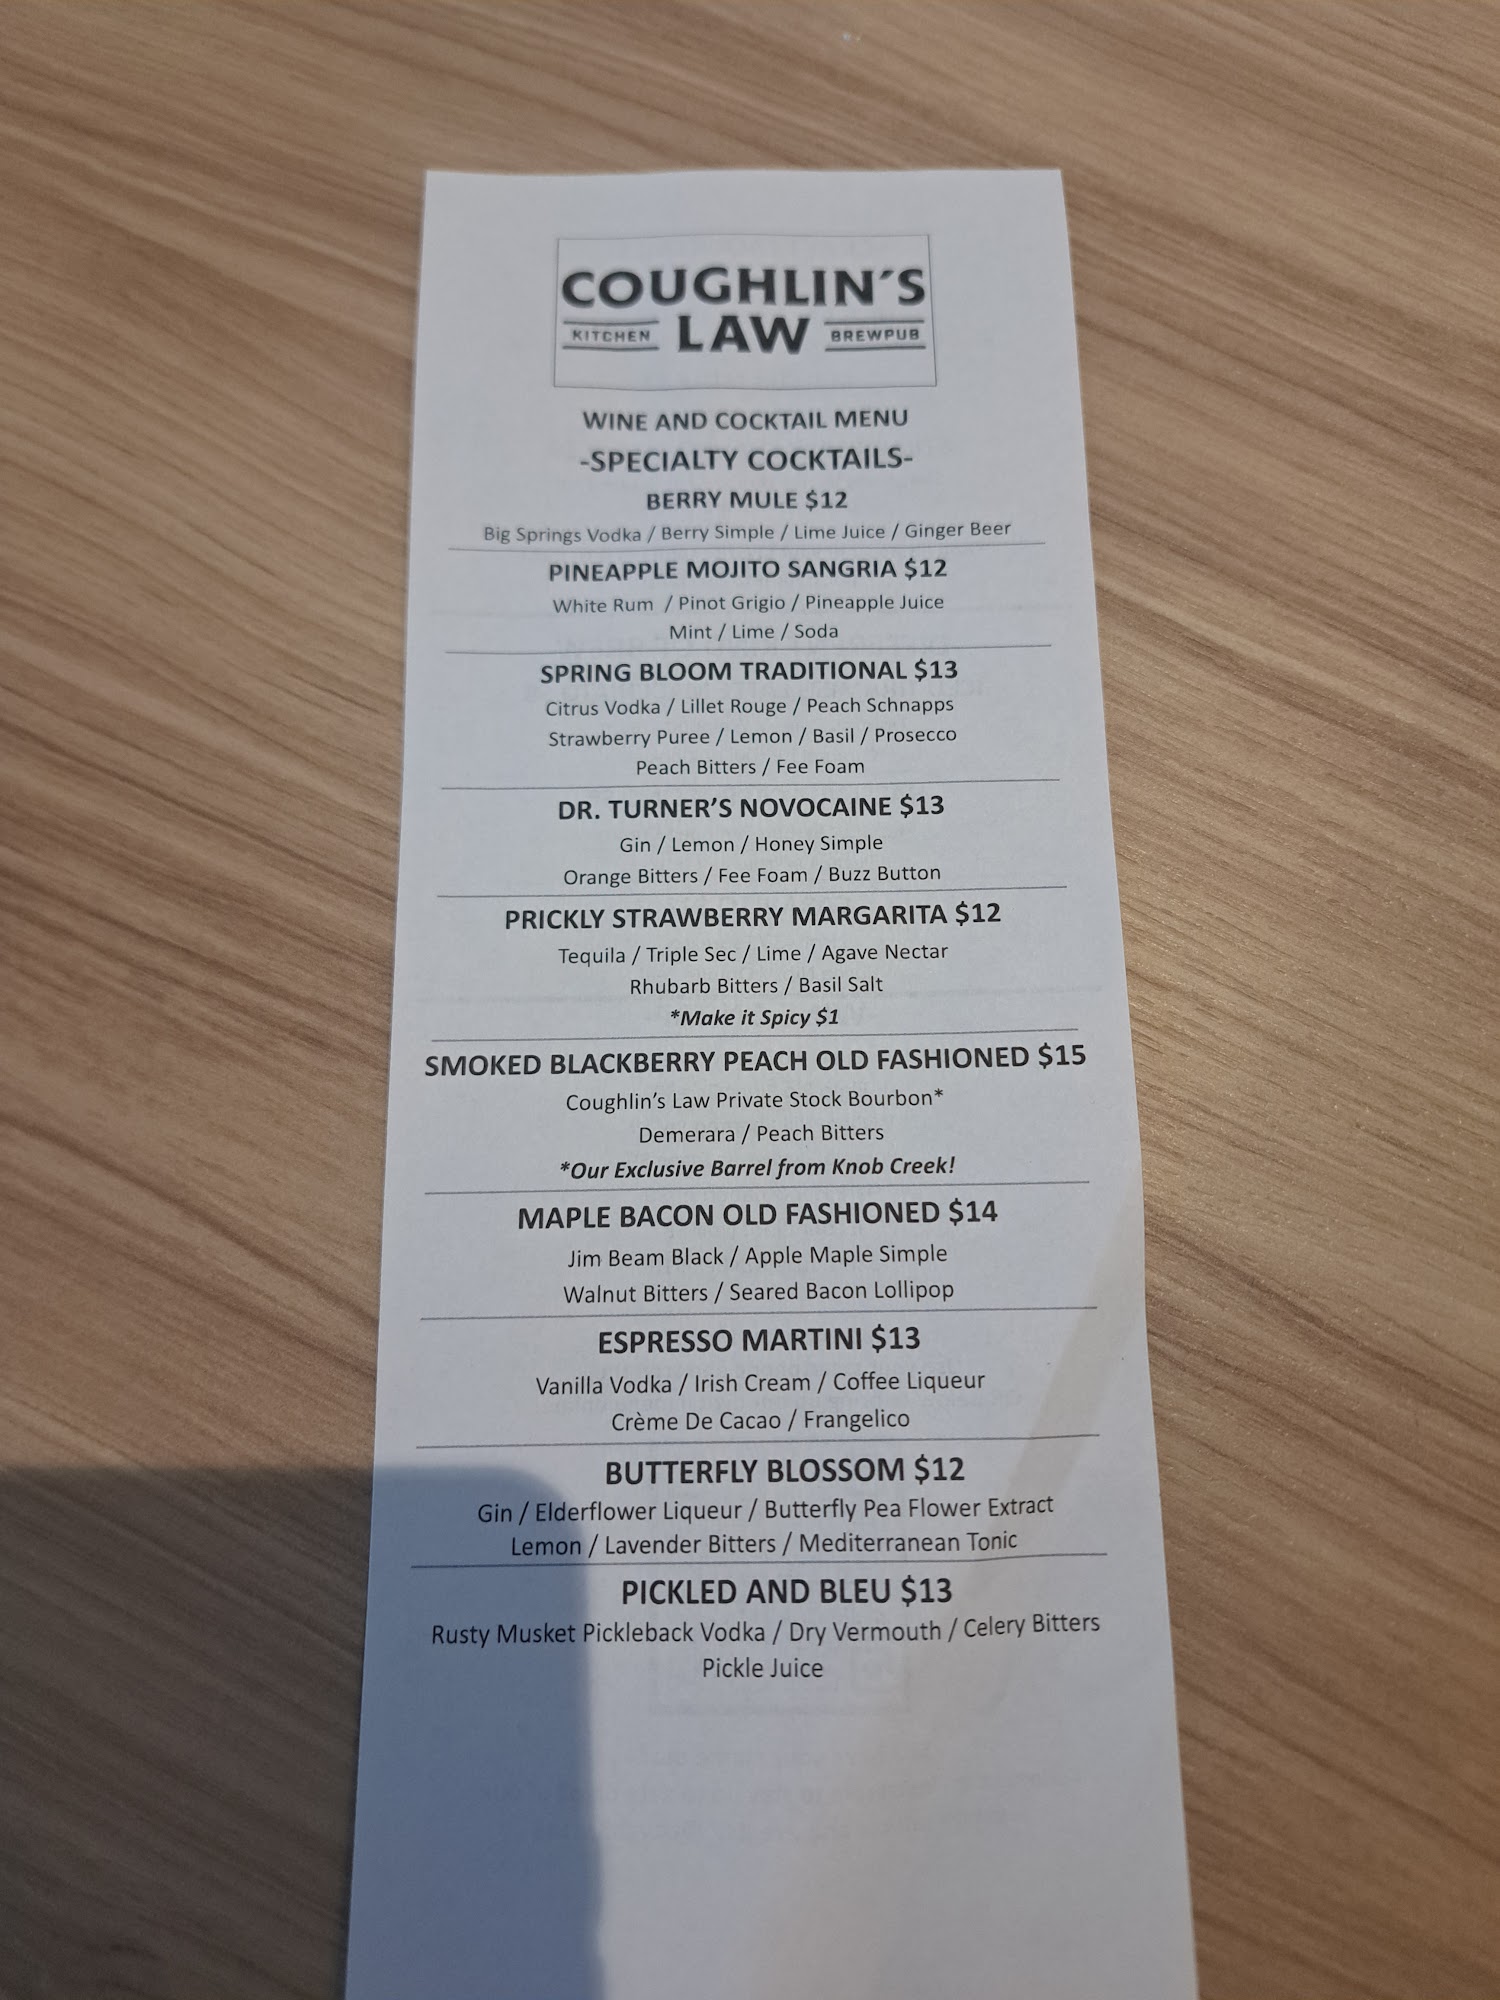 COUGHLIN'S
KITCHEN LAW BREWPUB
WINE AND COCKTAIL MENU
-SPECIALTY COCKTAILS-
BERRY MULE $12
Big Springs Vodka / Berry Simple / Lime Juice / Ginger Beer
PINEAPPLE MOJITO SANGRIA $12
White Rum / Pinot Grigio / Pineapple Juice
Mint / Lime / Soda
SPRING BLOOM TRADITIONAL $13
Citrus Vodka / Lillet Rouge / Peach Schnapps
Strawberry Puree / Lemon / Basil / Prosecco
Peach Bitters / Fee Foam
DR. TURNER'S NOVOCAINE $13
Gin / Lemon / Honey Simple
Orange Bitters / Fee Foam / Buzz Button
PRICKLY STRAWBERRY MARGARITA $12
Tequila / Triple Sec / Lime / Agave Nectar
Rhubarb Bitters / Basil Salt
*Make it Spicy $1
SMOKED BLACKBERRY PEACH OLD FASHIONED $15
Coughlin's Law Private Stock Bourbon*
Demerara / Peach Bitters
*Our Exclusive Barrel from Knob Creek!
MAPLE BACON OLD FASHIONED $14
Jim Beam Black / Apple Maple Simple
Walnut Bitters / Seared Bacon Lollipop
ESPRESSO MARTINI $13
Vanilla Vodka / Irish Cream / Coffee Liqueur
Crème De Cacao / Frangelico
BUTTERFLY BLOSSOM $12
Gin / Elderflower Liqueur / Butterfly Pea Flower Extract
Lemon / Lavender Bitters / Mediterranean Tonic
PICKLED AND BLEU $13
Rusty Musket Pickleback Vodka / Dry Vermouth / Celery Bitters
Pickle Juice